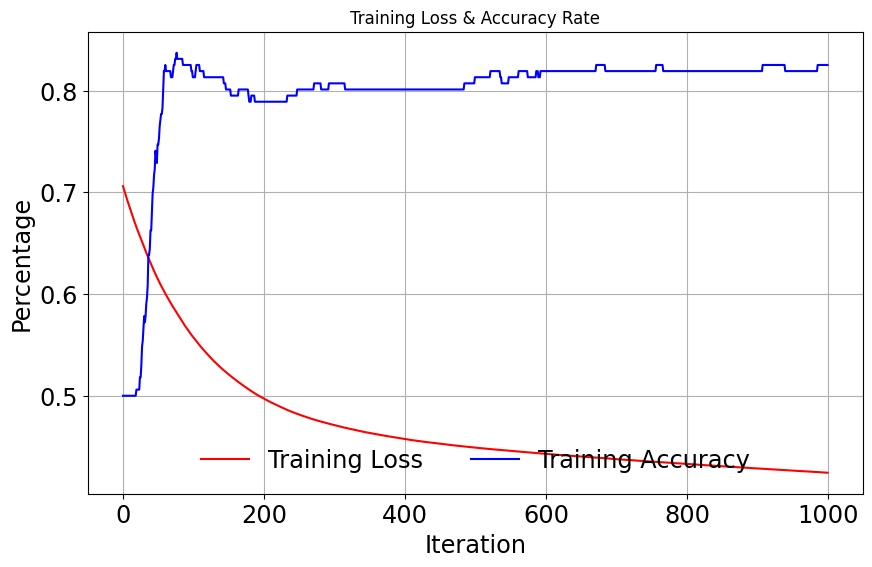 Training Loss & Accuracy Rate
Percentage
0.8
0.7
0.6
0.5
Training Loss Training Accuracy
0 200 400 600 800 1000
Iteration